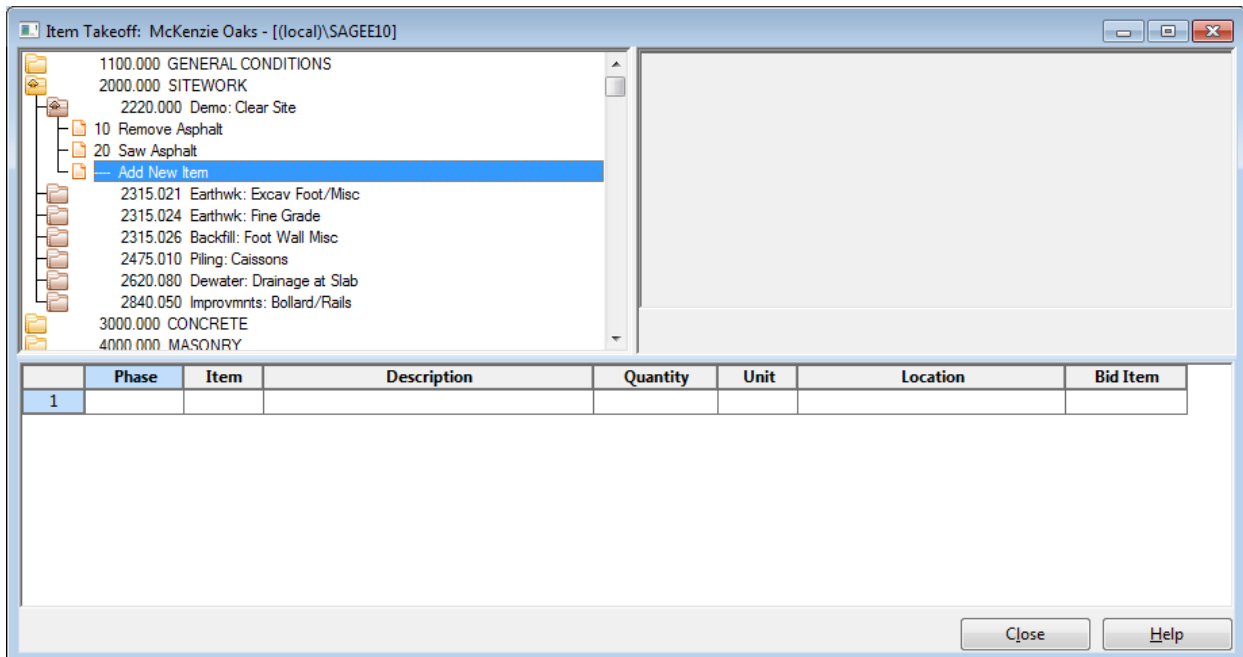 Item Takeoff: McKenzie Oaks - [(local)\SAGEE10]
1100.000 GENERAL CONDITIONS
2000.000 SITEWORK
2220.000 Demo: Clear Site
10 Remove Asphalt
20 Saw Asphalt
--- Add New Item
2315.021 Earthwk: Excav Foot/Misc
2315.024 Earthwk: Fine Grade
2315.026 Backfill: Foot Wall Misc
2475.010 Piling: Caissons
2620.080 Dewater: Drainage at Slab
2840.050 Improvmnts: Bollard/Rails
3000.000 CONCRETE
4000.000 MASONRY
Phase Item Description Quantity Unit Location Bid Item
1
Close Help